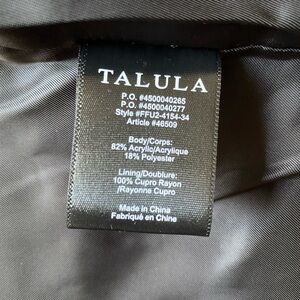 TALULA
P.O. #4500040265
P.O. #4500040277
Style #FFU2-4154-34
Article #46509
Body/Corps:
82% Acrylic/Acrylique
18% Polyester
Lining/Doublure:
100% Cupro Rayon
/Rayonne Cupro
Made in China
Fabriqué en Chine